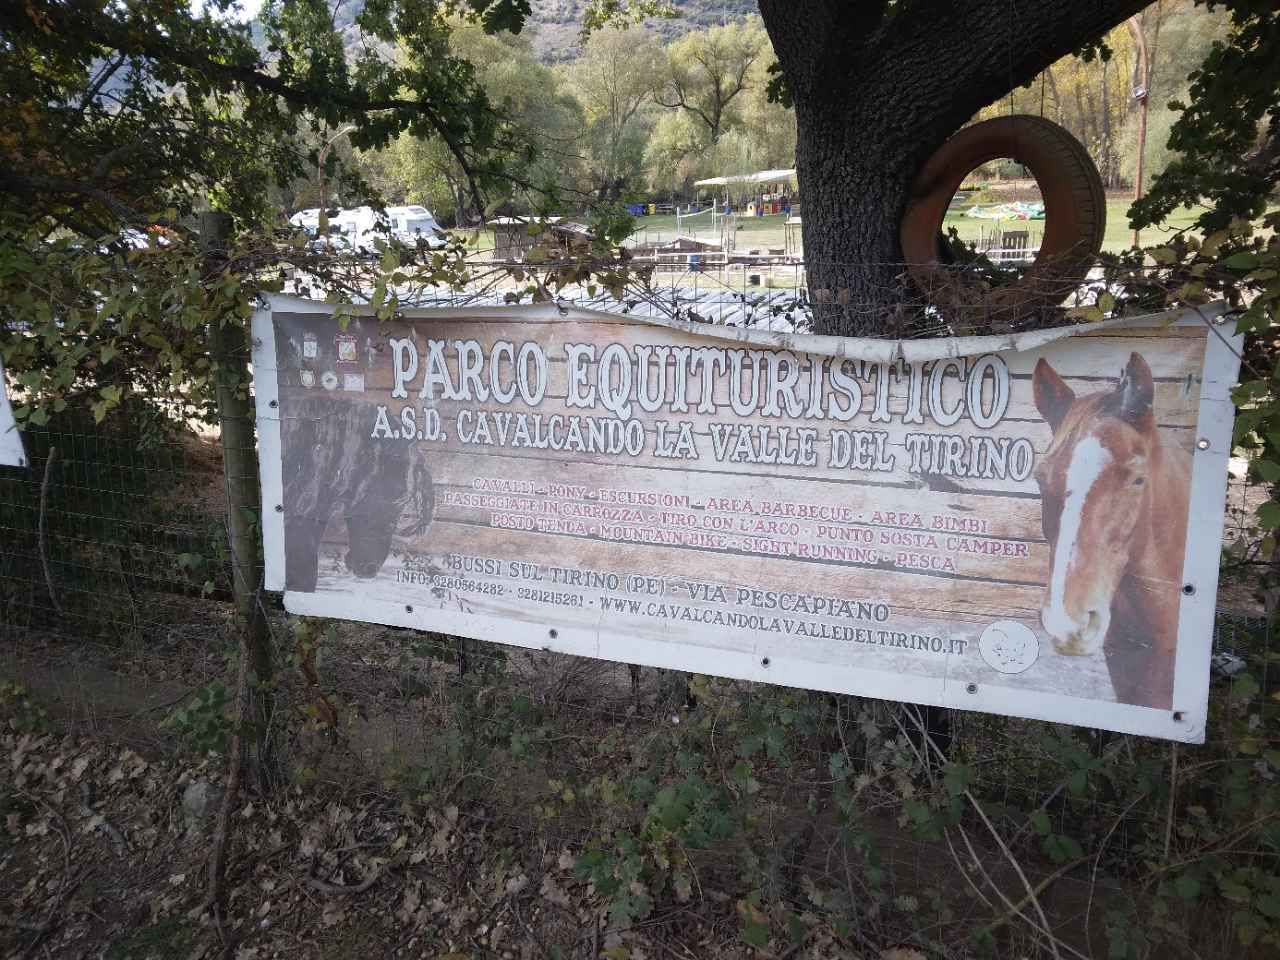 PARCO EQUITURISTICO
A.S.D. CAVALCANDO LA VALLE DEL TIRINO
CAVALLI - PONY - ESCURSIONI - AREA BARBECUE - AREA BIMBI
PASSEGGIATE IN CARROZZA - TIRO CON L'ARCO - PUNTO SOSTA CAMPER
POSTO TENDA - MOUNTAIN BIKE - SIGHT RUNNING - PESCA
BUSSI SUL TIRINO (PE) - VIA PESCAPIANO
INFO: 3280564282 - 3281215261 - WWW.CAVALCANDOLAVALLEDELTIRINO.IT